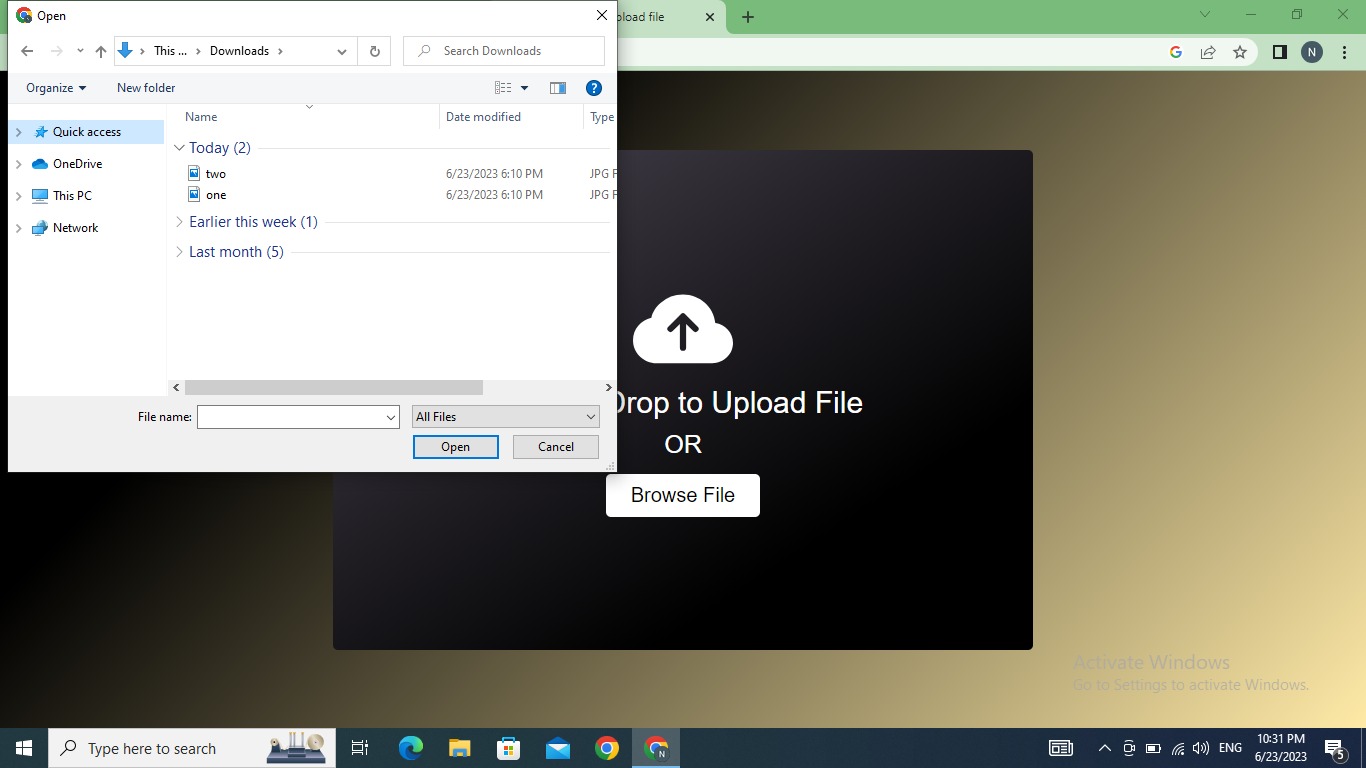 Open
pload file
This ...
Downloads
Search Downloads
N
Organize
New folder
?
Name
Date modified
Type
Quick access
Today (2)
OneDrive
two
6/23/2023 6:10 PM
JPG F
This PC
one
6/23/2023 6:10 PM
JPG F
Earlier this week (1)
Network
Last month (5)
File name:
All Files
Open
Cancel
Drop to Upload File
OR
Browse File
Activate Windows
Go to Settings to activate Windows.
Type here to search
N
ENG
10:31 PM
6/23/2023
5